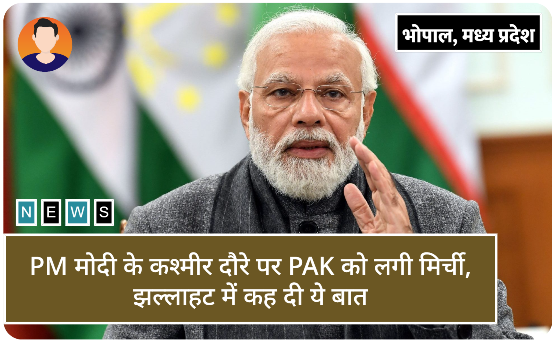 भोपाल, मध्य प्रदेश
NEWS
PM मोदी के कश्मीर दौरे पर PAK को लगी मिर्ची,
झल्लाहट में कह दी ये बात